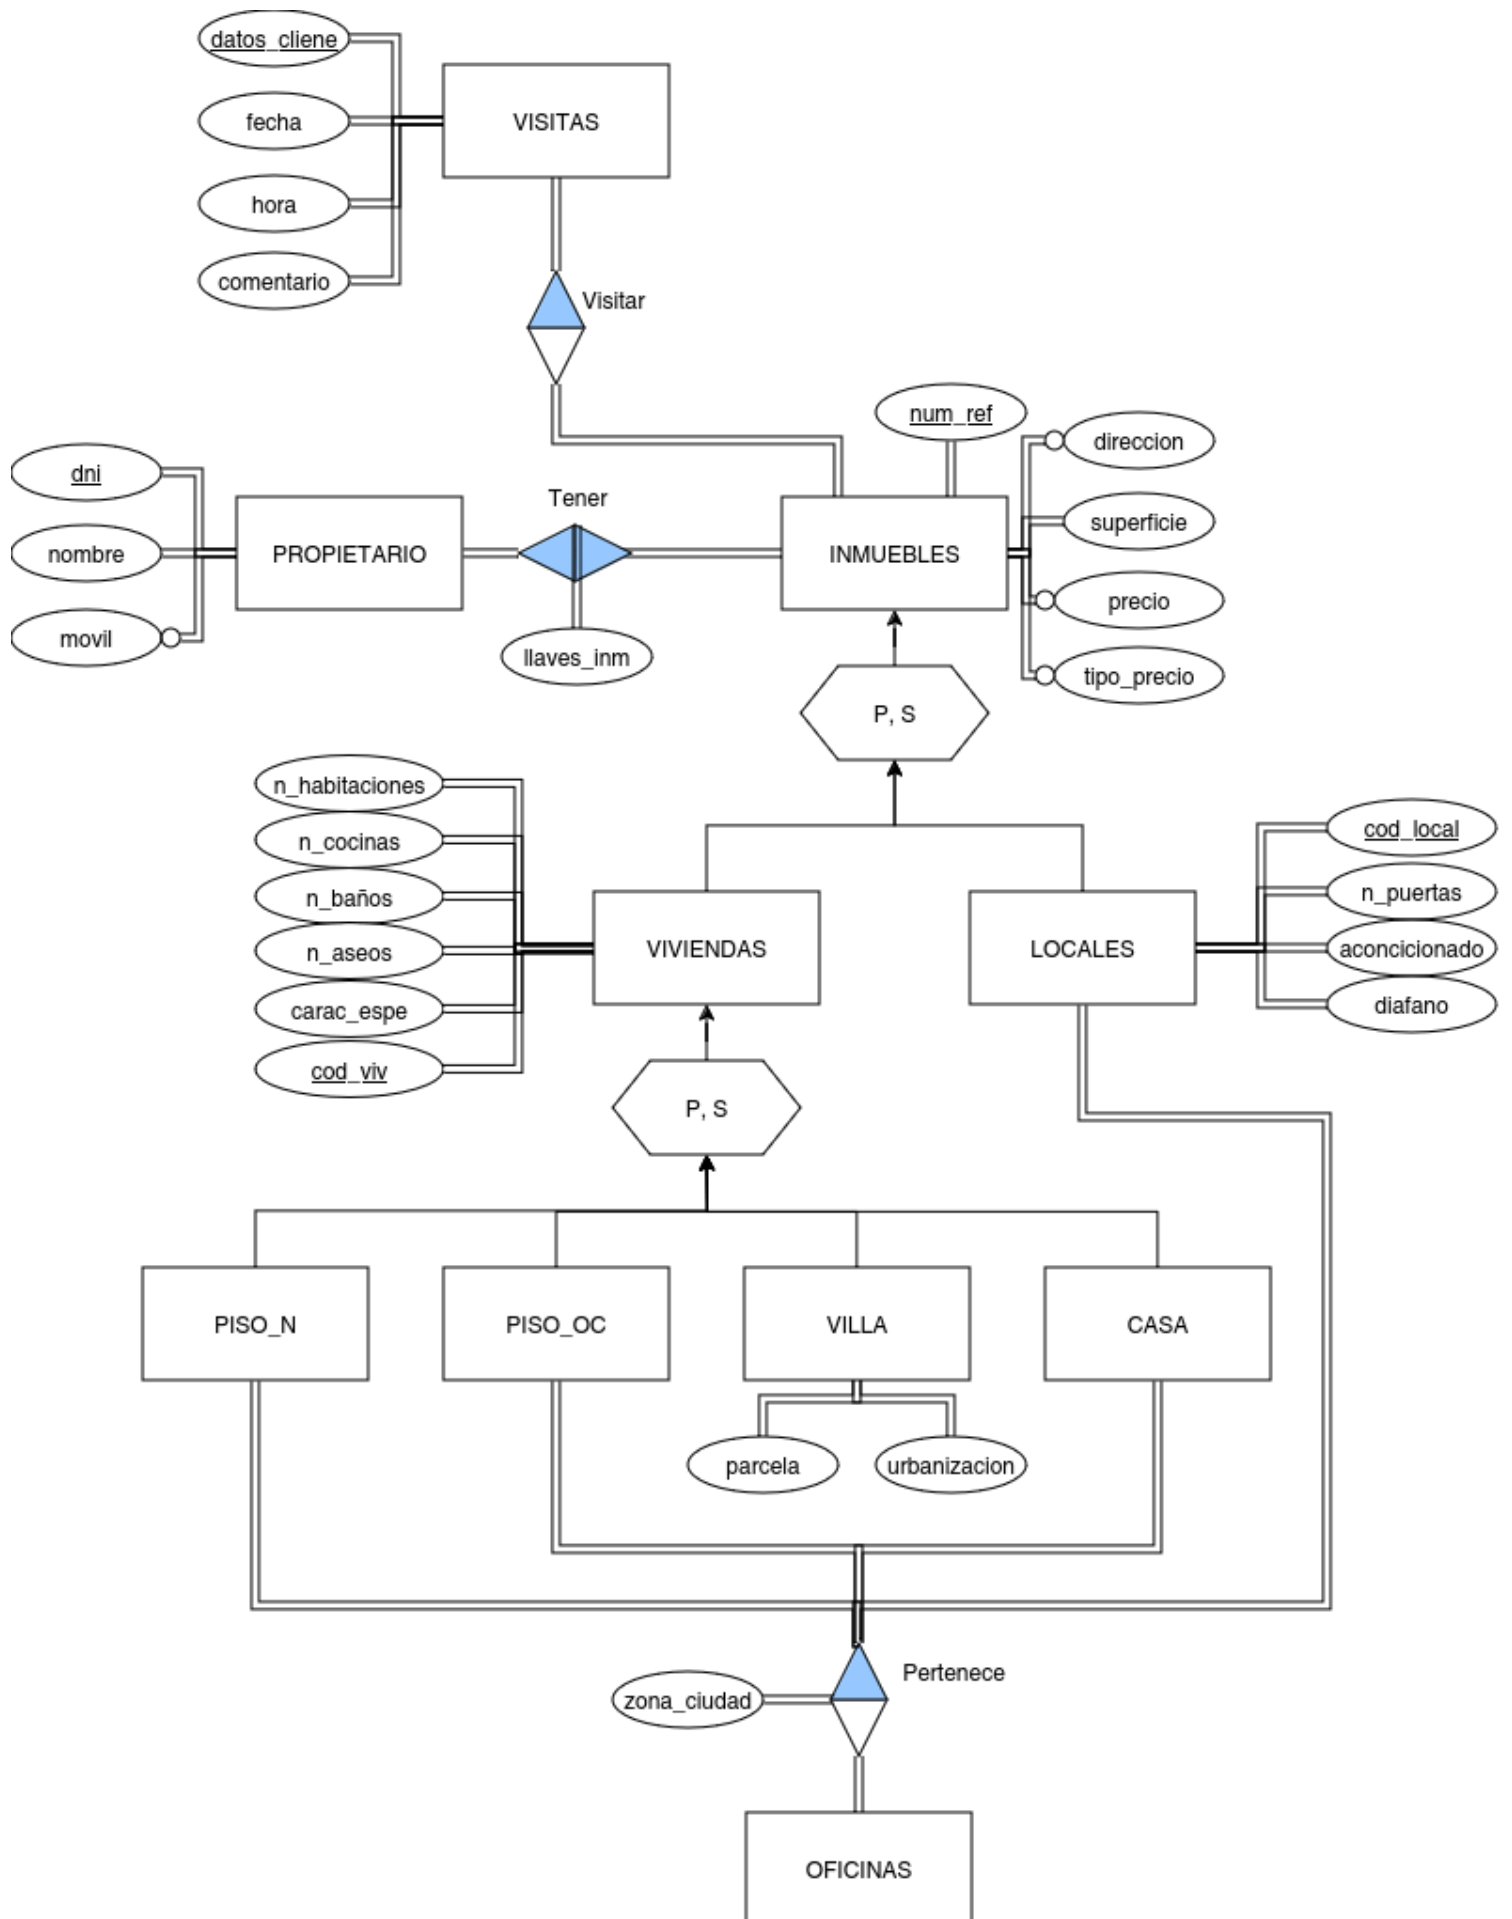 datos_cliene
fecha
VISITAS
hora
comentario
Visitar
num_ref
direccion
dni
Tener
superficie
nombre
PROPIETARIO
INMUEBLES
precio
movil
llaves_inm
tipo_precio
P, S
n_habitaciones
cod_local
n_cocinas
n_puertas
n_baños
n_aseos
VIVIENDAS
LOCALES
aconcicionado
carac_espe
diafano
cod_viv
P, S
PISO_N
PISO_OC
VILLA
CASA
parcela
urbanizacion
Pertenece
zona_ciudad
OFICINAS